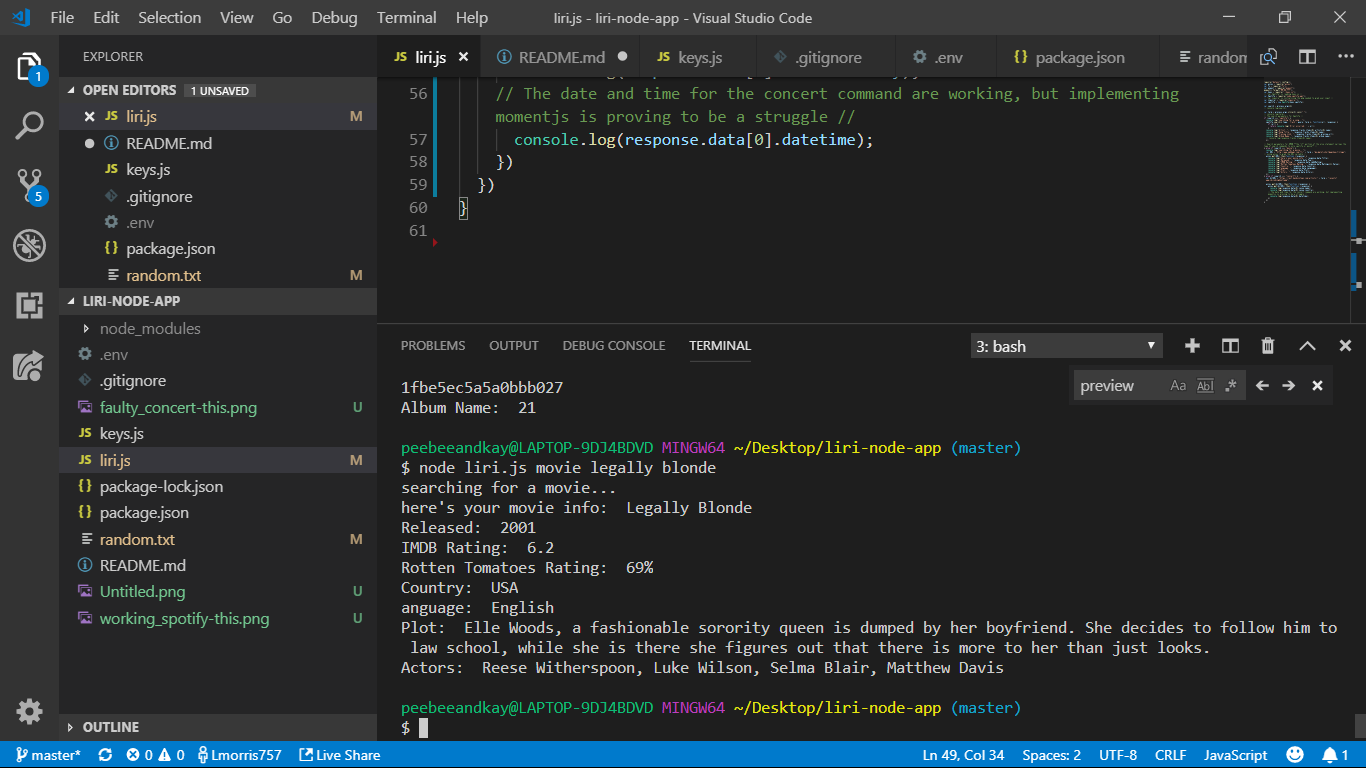 File Edit Selection View Go Debug Terminal Help
liri.js - liri-node-app - Visual Studio Code
EXPLORER
liri.js
README.md
keys.js
.gitignore
.env
package.json
random
OPEN EDITORS 1 UNSAVED
liri.js M
README.md
keys.js
.gitignore
.env
package.json
random.txt M
LIRI-NODE-APP
node_modules
.env
.gitignore
faulty_concert-this.png U
keys.js
liri.js M
package-lock.json
package.json
random.txt M
README.md
Untitled.png U
working_spotify-this.png U
OUTLINE
1
5
56 // The date and time for the concert command are working, but implementing
momentjs is proving to be a struggle //
57 console.log(response.data[0].datetime);
58 })
59 })
60 }
61
PROBLEMS OUTPUT DEBUG CONSOLE TERMINAL
3: bash
preview Aa Abl .*
1fbe5ec5a5a0bbb027
Album Name:  21
peebeeandkay@LAPTOP-9DJ4BDVD MINGW64 ~/Desktop/liri-node-app (master)
$ node liri.js movie legally blonde
searching for a movie...
here's your movie info:  Legally Blonde
Released:  2001
IMDB Rating:  6.2
Rotten Tomatoes Rating:  69%
Country:  USA
anguage:  English
Plot:  Elle Woods, a fashionable sorority queen is dumped by her boyfriend. She decides to follow him to
law school, while she is there she figures out that there is more to her than just looks.
Actors:  Reese Witherspoon, Luke Wilson, Selma Blair, Matthew Davis
peebeeandkay@LAPTOP-9DJ4BDVD MINGW64 ~/Desktop/liri-node-app (master)
$
master* 0 0 Lmorris757 Live Share
Ln 49, Col 34 Spaces: 2 UTF-8 CRLF JavaScript 1